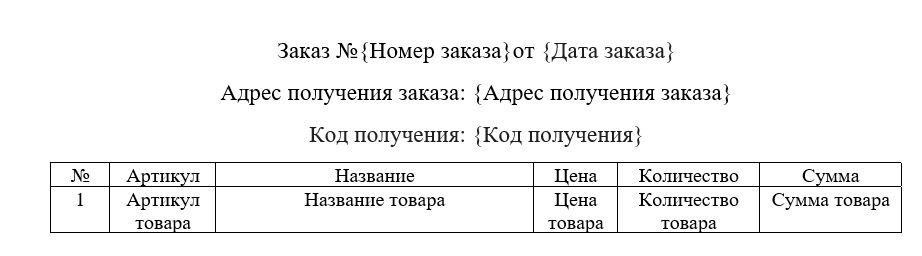 Заказ №{Номер заказа}от {Дата заказа}
Адрес получения заказа: {Адрес получения заказа}
Код получения: {Код получения}
№ Артикул Название Цена Количество Сумма
1 Артикул Название товара Цена Количество Сумма товара
товара товара товара